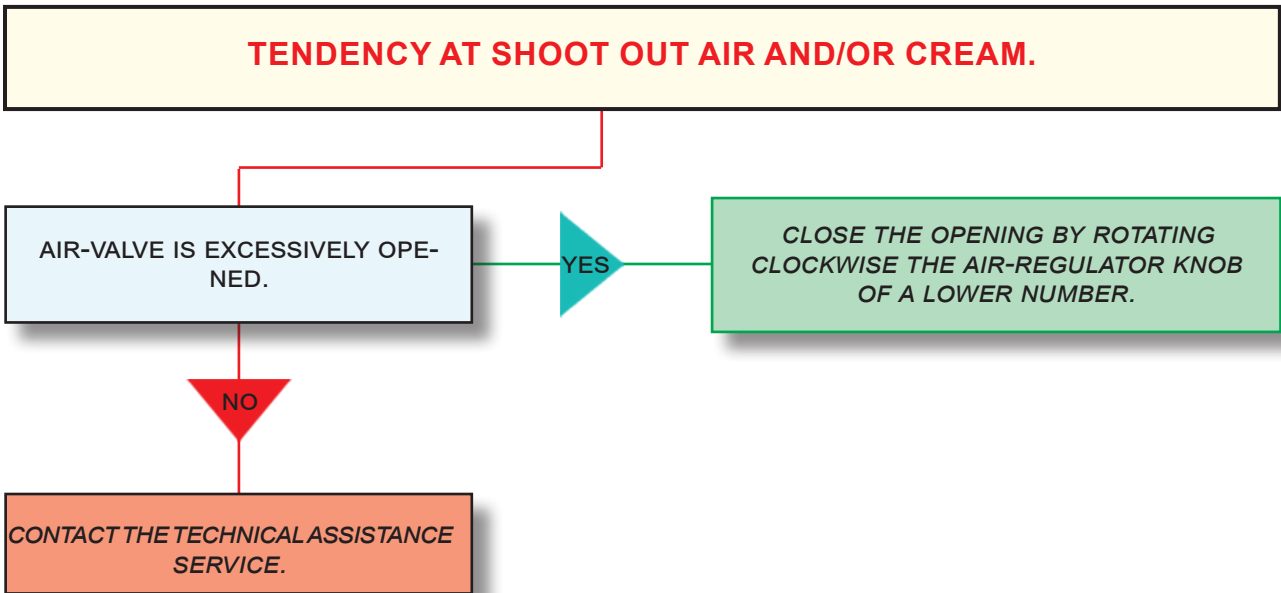 TENDENCY AT SHOOT OUT AIR AND/OR CREAM.
AIR-VALVE IS EXCESSIVELY OPE-
NED.
YES
CLOSE THE OPENING BY ROTATING
CLOCKWISE THE AIR-REGULATOR KNOB
OF A LOWER NUMBER.
NO
CONTACT THE TECHNICAL ASSISTANCE
SERVICE.